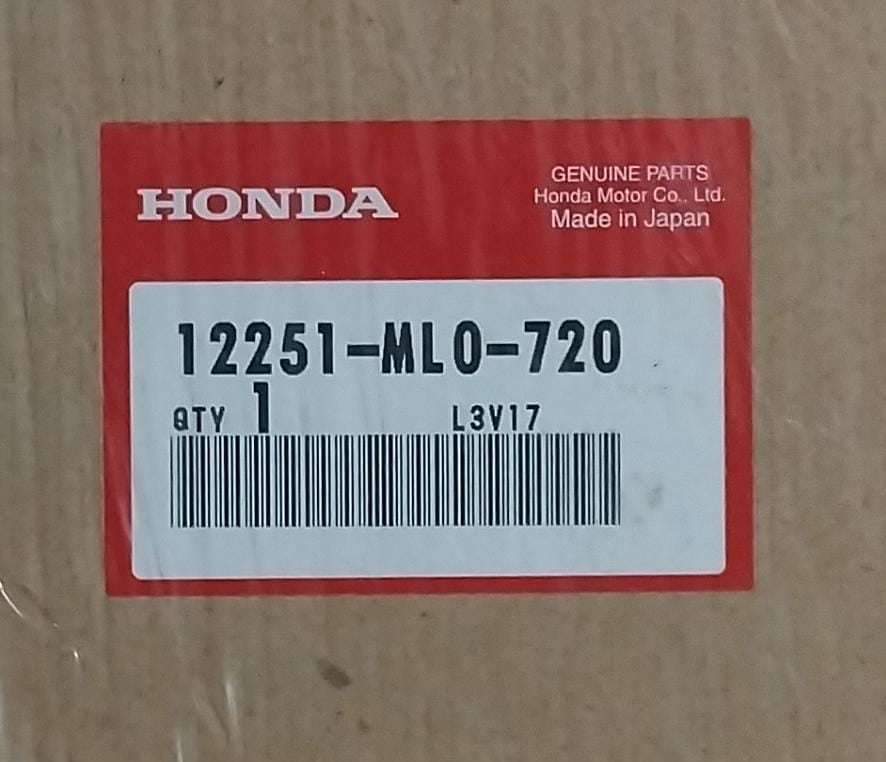 HONDA
GENUINE PARTS
Honda Motor Co., Ltd.
Made in Japan
12251-ML0-720
QTY 1 L3V17